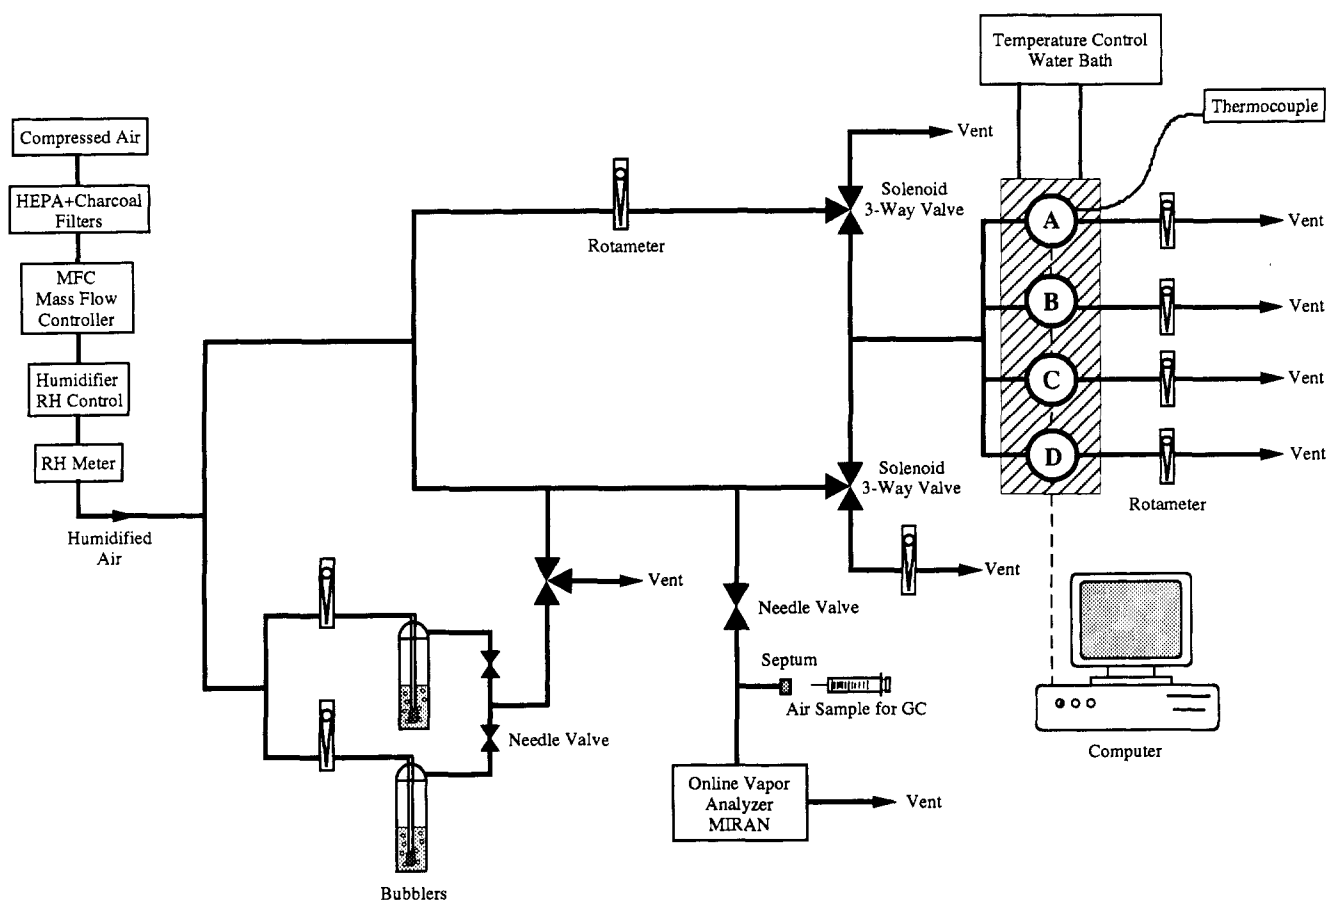 Temperature Control
Water Bath
Thermocouple
Compressed Air
HEPA+Charcoal
Filters
MFC
Mass Flow
Controller
Humidifier
RH Control
RH Meter
Humidified
Air
Rotameter
Vent
Solenoid
3-Way Valve
A
B
C
D
Vent
Vent
Vent
Vent
Rotameter
Solenoid
3-Way Valve
Vent
Vent
Needle Valve
Septum
Air Sample for GC
Needle Valve
Online Vapor
Analyzer
MIRAN
Vent
Bubblers
Computer